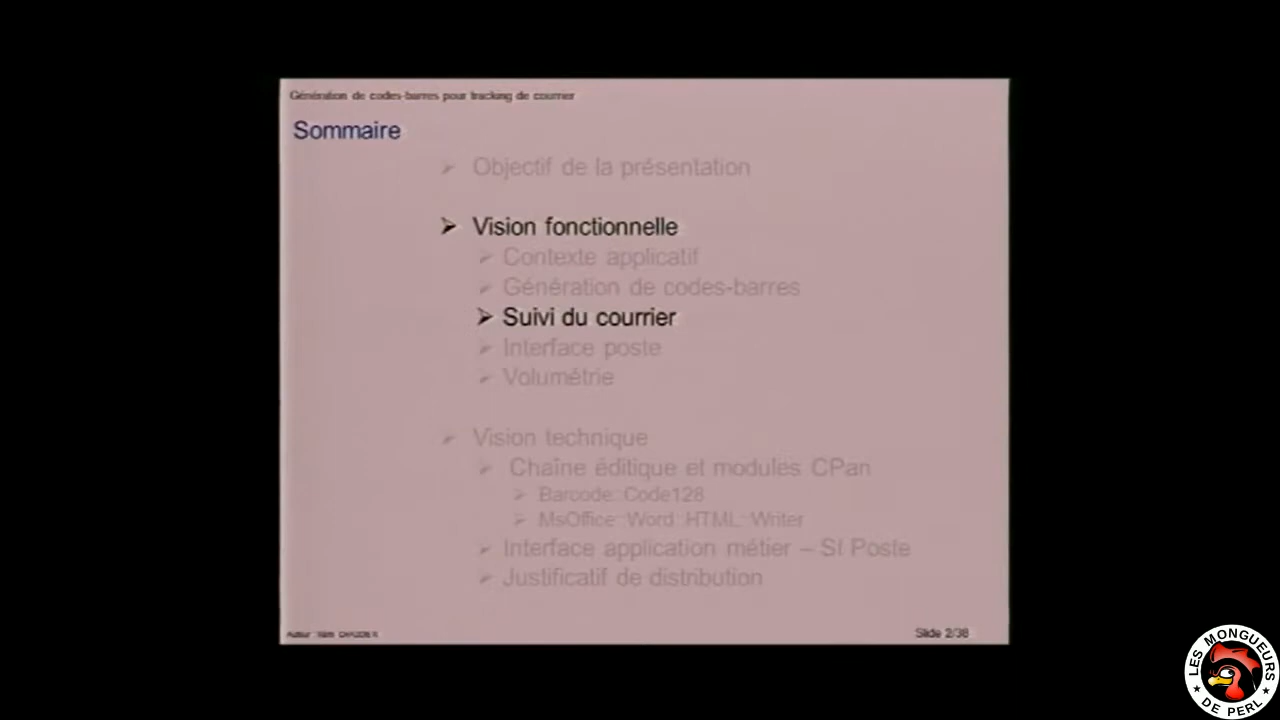 Génération de codes-barres pour tracking de courrier
Sommaire
➢ Objectif de la présentation
➢ Vision fonctionnelle
➢ Contexte applicatif
➢ Génération de codes-barres
➢ Suivi du courrier
➢ Interface poste
➢ Volumétrie
➢ Vision technique
➢ Chaîne éditique et modules CPan
➢ Barcode::Code128
➢ MsOffice::Word::HTML::Writer
➢ Interface application métier – SI Poste
➢ Justificatif de distribution
Slide 2/38
LES MONGUEURS
★ DE PERL ★